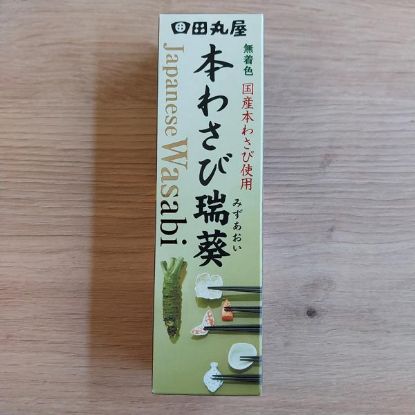 田丸屋
無着色
国産本わさび使用
本わさび瑞葵
みずあおい
Japanese Wasabi